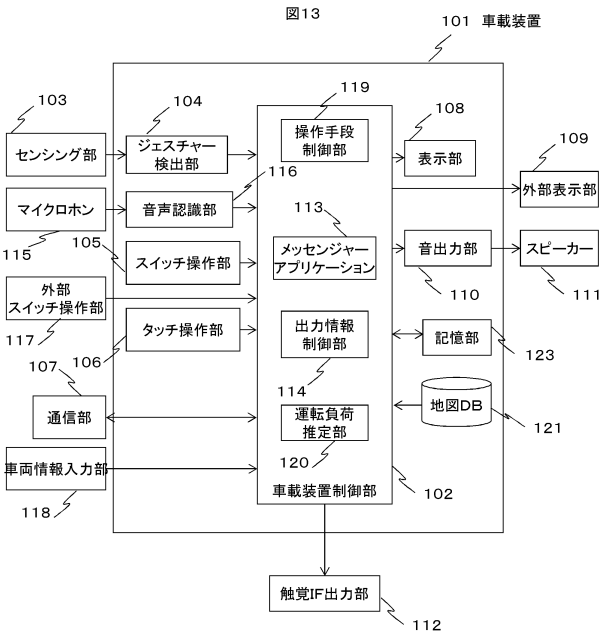 図13
101 車載装置
103
センシング部
104
ジェスチャー
検出部
119
操作手段
制御部
108
表示部
109
外部表示部
マイクロホン
115
音声認識部
116
105
スイッチ操作部
113
メッセンジャー
アプリケーション
音出力部
110
スピーカー
111
外部
スイッチ操作部
117
タッチ操作部
106
出力情報
制御部
114
記憶部
123
107
通信部
運転負荷
推定部
120
地図DB
121
車両情報入力部
118
車載装置制御部
102
触覚IF出力部
112